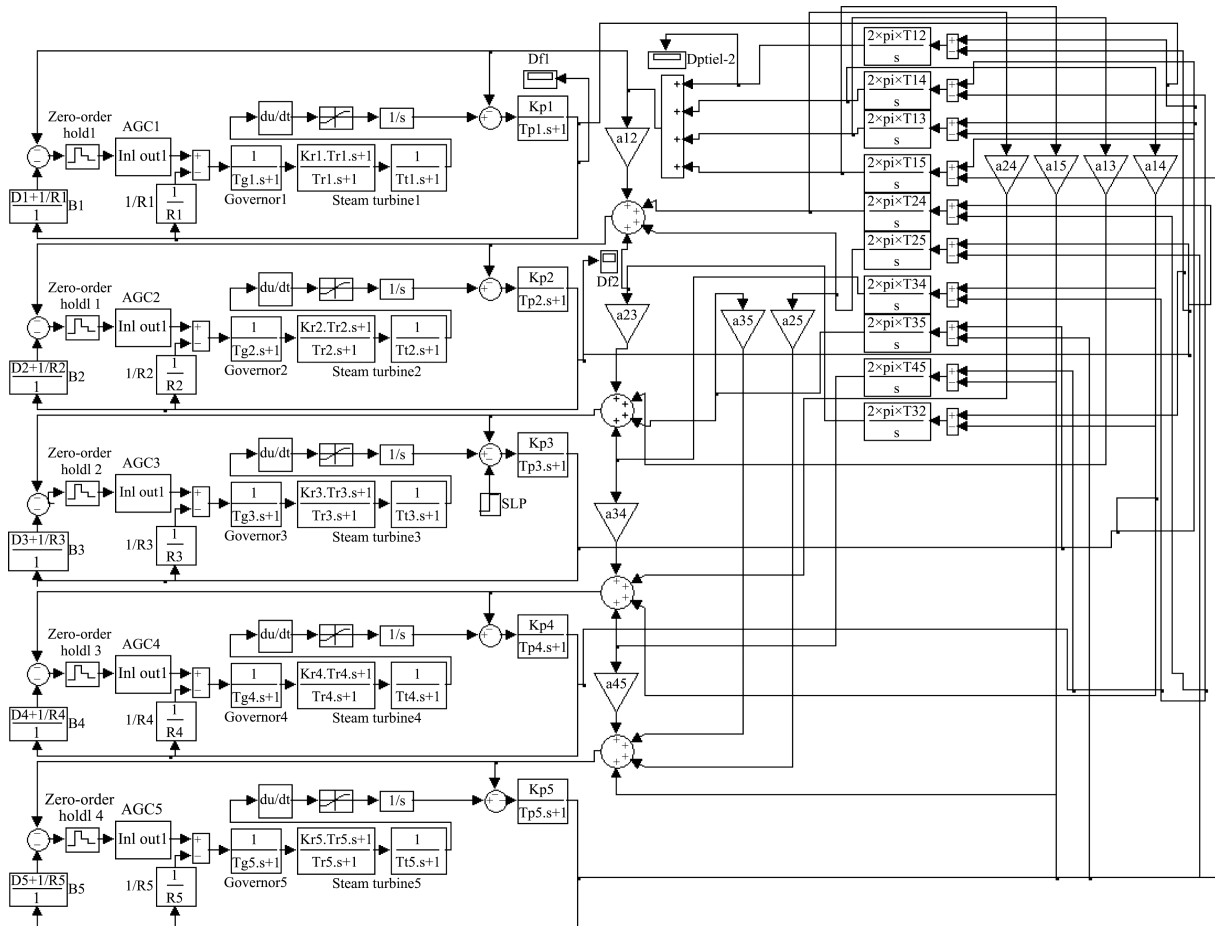 Df1
Dptiel-2
2×pi×T12
s
2×pi×T14
s
2×pi×T13
s
2×pi×T15
s
2×pi×T24
s
2×pi×T25
s
2×pi×T34
s
2×pi×T35
s
2×pi×T45
s
2×pi×T32
s
a12
a24
a15
a13
a14
Df2
a23
a35
a25
a34
a45
Zero-order
hold1
AGC1
Inl out1
du/dt
1/s
Kp1
Tp1.s+1
1
Tg1.s+1
Governor1
Kr1.Tr1.s+1
Tr1.s+1
1
Tt1.s+1
Steam turbine1
D1+1/R1
1
B1
1/R1
1
R1
Zero-order
holdl 1
AGC2
Inl out1
du/dt
1/s
Kp2
Tp2.s+1
1
Tg2.s+1
Governor2
Kr2.Tr2.s+1
Tr2.s+1
1
Tt2.s+1
Steam turbine2
D2+1/R2
1
B2
1/R2
1
R2
Zero-order
holdl 2
AGC3
Inl out1
du/dt
1/s
Kp3
Tp3.s+1
SLP
1
Tg3.s+1
Governor3
Kr3.Tr3.s+1
Tr3.s+1
1
Tt3.s+1
Steam turbine3
D3+1/R3
1
B3
1/R3
1
R3
Zero-order
holdl 3
AGC4
Inl out1
du/dt
1/s
Kp4
Tp4.s+1
1
Tg4.s+1
Governor4
Kr4.Tr4.s+1
Tr4.s+1
1
Tt4.s+1
Steam turbine4
D4+1/R4
1
B4
1/R4
1
R4
Zero-order
holdl 4
AGC5
Inl out1
du/dt
1/s
Kp5
Tp5.s+1
1
Tg5.s+1
Governor5
Kr5.Tr5.s+1
Tr5.s+1
1
Tt5.s+1
Steam turbine5
D5+1/R5
1
B5
1/R5
1
R5